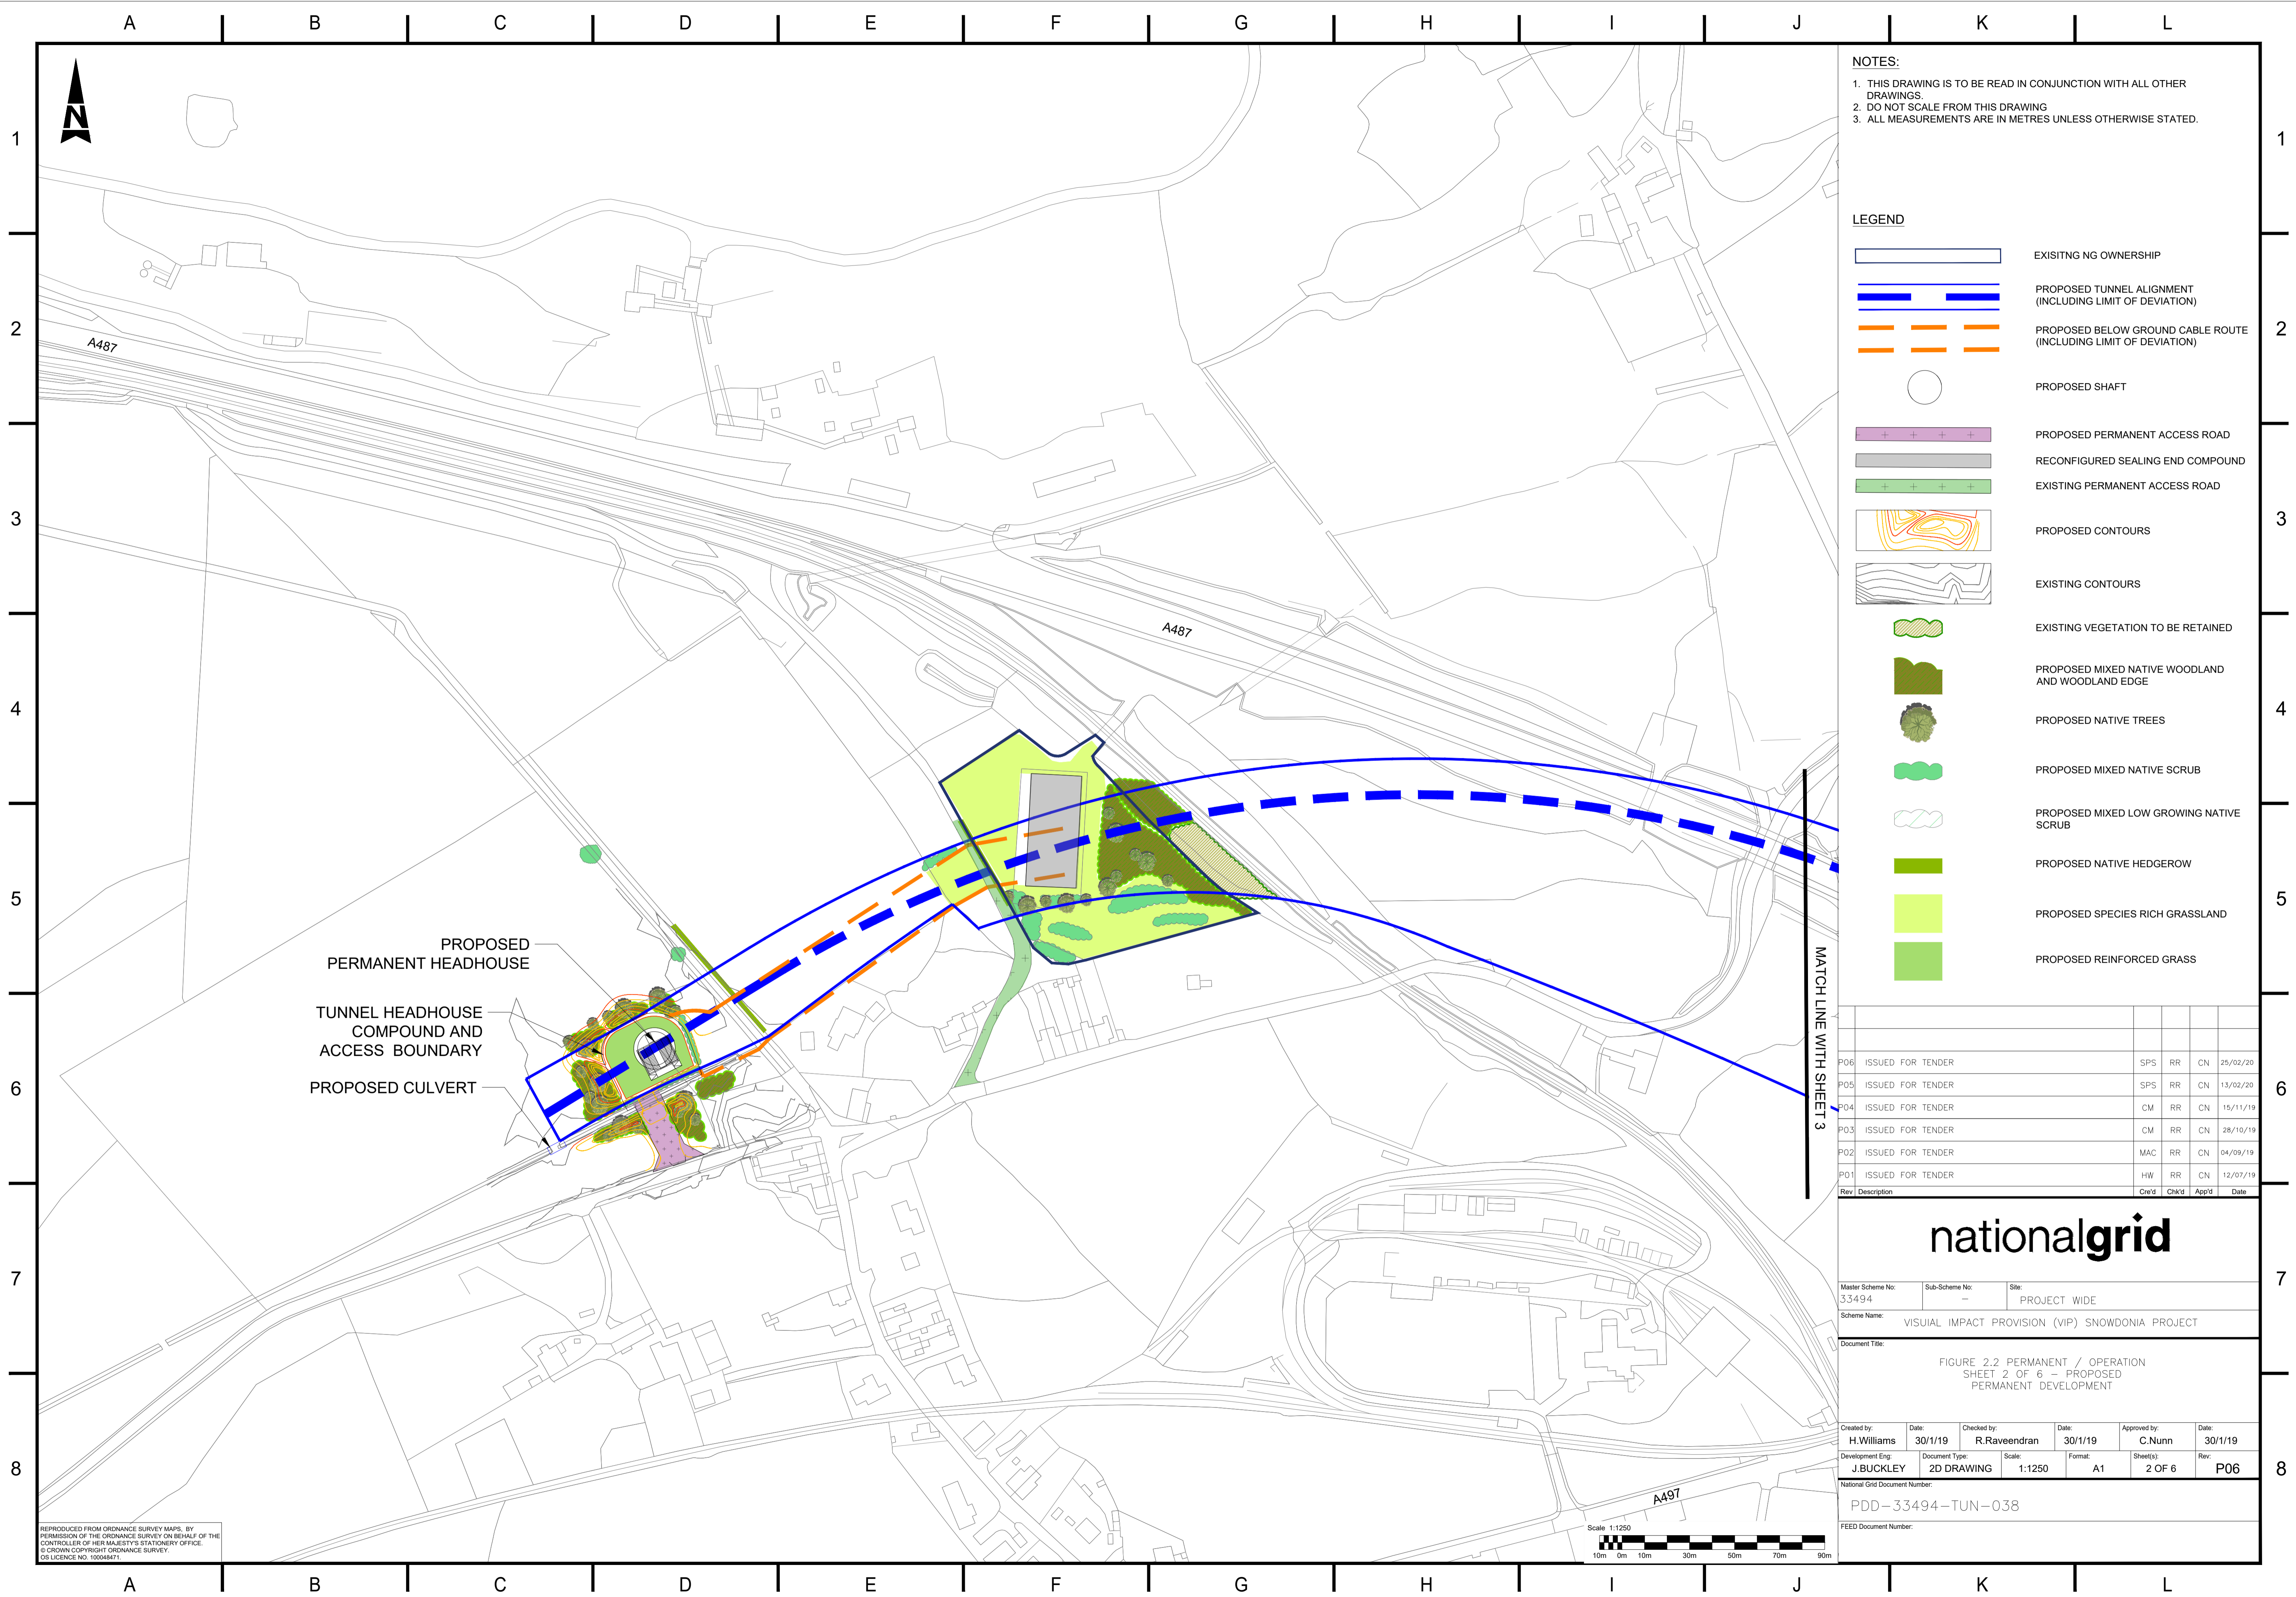 A B C D E F G H I J K L
1
2
3
4
5
6
7
8
N
A487
A487
A497
PROPOSED
PERMANENT HEADHOUSE
TUNNEL HEADHOUSE
COMPOUND AND
ACCESS BOUNDARY
PROPOSED CULVERT
MATCH LINE WITH SHEET 3
REPRODUCED FROM ORDNANCE SURVEY MAPS, BY
PERMISSION OF THE ORDNANCE SURVEY ON BEHALF OF THE
CONTROLLER OF HER MAJESTY'S STATIONERY OFFICE.
© CROWN COPYRIGHT ORDNANCE SURVEY.
OS LICENCE NO. 100048471.
Scale 1:1250
10m 0m 10m 30m 50m 70m 90m
NOTES:
1. THIS DRAWING IS TO BE READ IN CONJUNCTION WITH ALL OTHER
DRAWINGS.
2. DO NOT SCALE FROM THIS DRAWING
3. ALL MEASUREMENTS ARE IN METRES UNLESS OTHERWISE STATED.
LEGEND
EXISITNG NG OWNERSHIP
PROPOSED TUNNEL ALIGNMENT
(INCLUDING LIMIT OF DEVIATION)
PROPOSED BELOW GROUND CABLE ROUTE
(INCLUDING LIMIT OF DEVIATION)
PROPOSED SHAFT
PROPOSED PERMANENT ACCESS ROAD
RECONFIGURED SEALING END COMPOUND
EXISTING PERMANENT ACCESS ROAD
PROPOSED CONTOURS
EXISTING CONTOURS
EXISTING VEGETATION TO BE RETAINED
PROPOSED MIXED NATIVE WOODLAND
AND WOODLAND EDGE
PROPOSED NATIVE TREES
PROPOSED MIXED NATIVE SCRUB
PROPOSED MIXED LOW GROWING NATIVE
SCRUB
PROPOSED NATIVE HEDGEROW
PROPOSED SPECIES RICH GRASSLAND
PROPOSED REINFORCED GRASS
P06 ISSUED FOR TENDER SPS RR CN 25/02/20
P05 ISSUED FOR TENDER SPS RR CN 13/02/20
P04 ISSUED FOR TENDER CM RR CN 15/11/19
P03 ISSUED FOR TENDER CM RR CN 28/10/19
P02 ISSUED FOR TENDER MAC RR CN 04/09/19
P01 ISSUED FOR TENDER HW RR CN 12/07/19
Rev Description Cre'd Chk'd App'd Date
nationalgrid
Master Scheme No: Sub-Scheme No: Site:
33494 - PROJECT WIDE
Scheme Name:
VISUIAL IMPACT PROVISION (VIP) SNOWDONIA PROJECT
Document Title:
FIGURE 2.2 PERMANENT / OPERATION
SHEET 2 OF 6 - PROPOSED
PERMANENT DEVELOPMENT
Created by: Date: Checked by: Date: Approved by: Date:
H.Williams 30/1/19 R.Raveendran 30/1/19 C.Nunn 30/1/19
Development Eng: Document Type: Scale: Format: Sheet(s): Rev:
J.BUCKLEY 2D DRAWING 1:1250 A1 2 OF 6 P06
National Grid Document Number:
PDD-33494-TUN-038
FEED Document Number:
1
2
3
4
5
6
7
8
A B C D E F G H I J K L